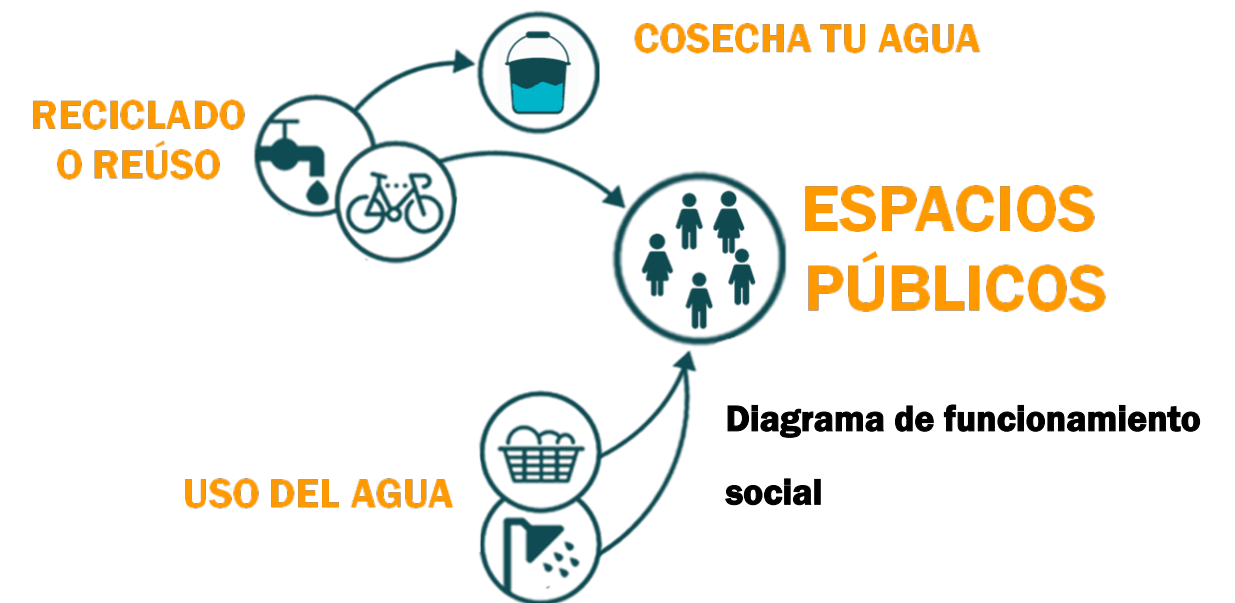 COSECHA TU AGUA
RECICLADO
O REÚSO
ESPACIOS
PÚBLICOS
Diagrama de funcionamiento
social
USO DEL AGUA